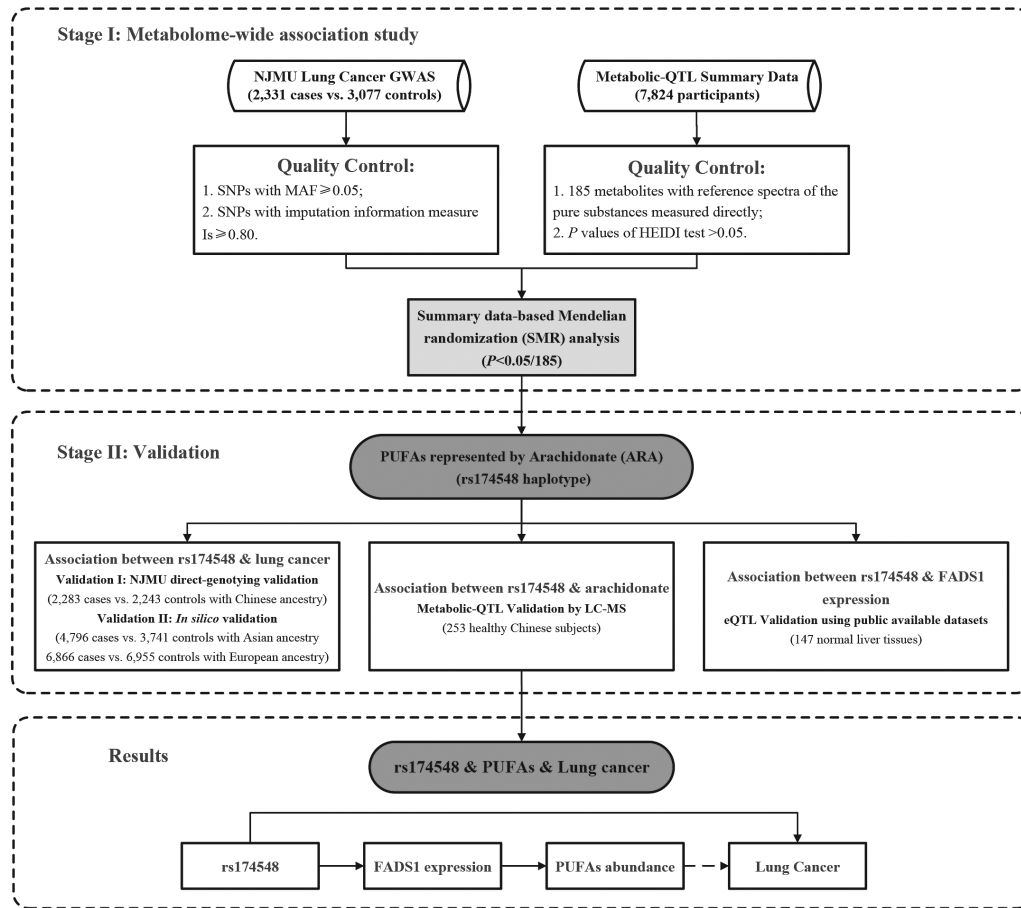 Stage I: Metabolome-wide association study
NJMU Lung Cancer GWAS
(2,331 cases vs. 3,077 controls)
Metabolic-QTL Summary Data
(7,824 participants)
Quality Control:
1. SNPs with MAF≥0.05;
2. SNPs with imputation information measure
Is≥0.80.
Quality Control:
1. 185 metabolites with reference spectra of the
pure substances measured directly;
2. P values of HEIDI test >0.05.
Summary data-based Mendelian
randomization (SMR) analysis
(P<0.05/185)
Stage II: Validation
PUFAs represented by Arachidonate (ARA)
(rs174548 haplotype)
Association between rs174548 & lung cancer
Validation I: NJMU direct-genotying validation
(2,283 cases vs. 2,243 controls with Chinese ancestry)
Validation II: In silico validation
(4,796 cases vs. 3,741 controls with Asian ancestry
6,866 cases vs. 6,955 controls with European ancestry)
Association between rs174548 & arachidonate
Metabolic-QTL Validation by LC-MS
(253 healthy Chinese subjects)
Association between rs174548 & FADS1
expression
eQTL Validation using public available datasets
(147 normal liver tissues)
Results
rs174548 & PUFAs & Lung cancer
rs174548
FADS1 expression
PUFAs abundance
Lung Cancer